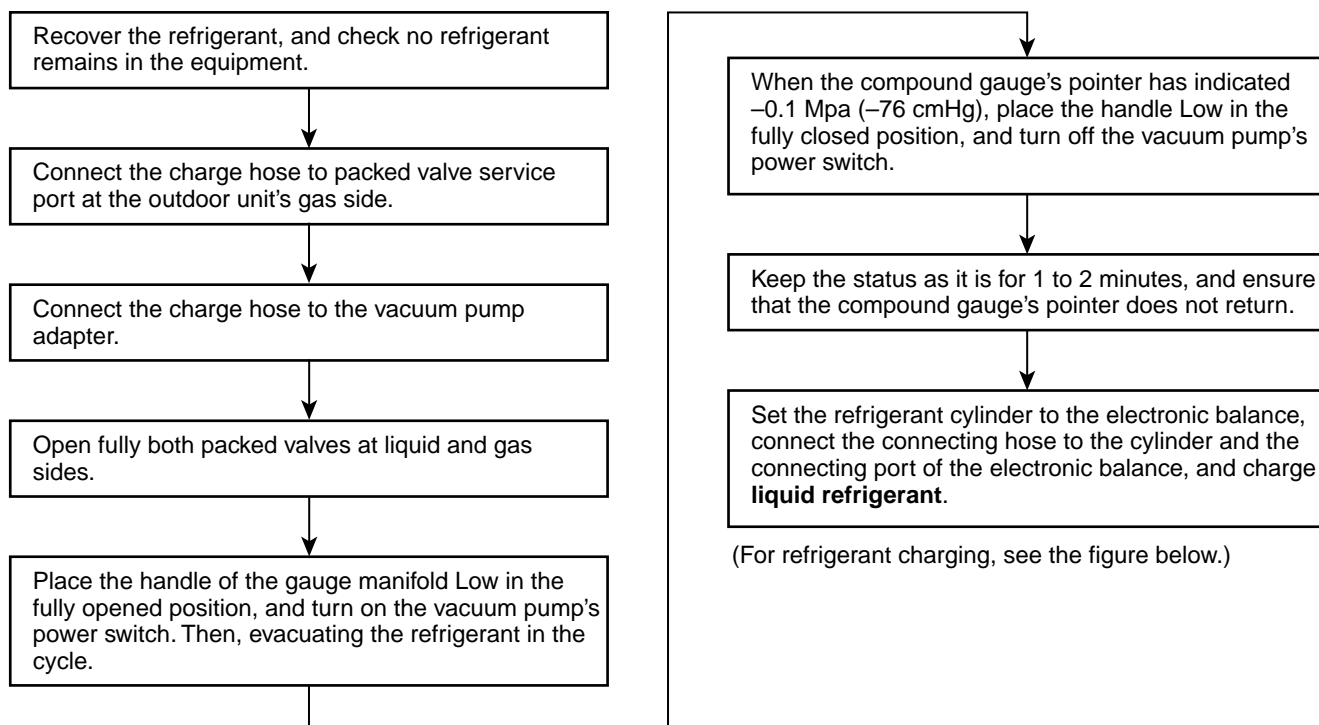 Recover the refrigerant, and check no refrigerant
remains in the equipment.
Connect the charge hose to packed valve service
port at the outdoor unit's gas side.
Connect the charge hose to the vacuum pump
adapter.
Open fully both packed valves at liquid and gas
sides.
Place the handle of the gauge manifold Low in the
fully opened position, and turn on the vacuum pump's
power switch. Then, evacuating the refrigerant in the
cycle.
When the compound gauge's pointer has indicated
–0.1 Mpa (–76 cmHg), place the handle Low in the
fully closed position, and turn off the vacuum pump's
power switch.
Keep the status as it is for 1 to 2 minutes, and ensure
that the compound gauge's pointer does not return.
Set the refrigerant cylinder to the electronic balance,
connect the connecting hose to the cylinder and the
connecting port of the electronic balance, and charge
liquid refrigerant.
(For refrigerant charging, see the figure below.)